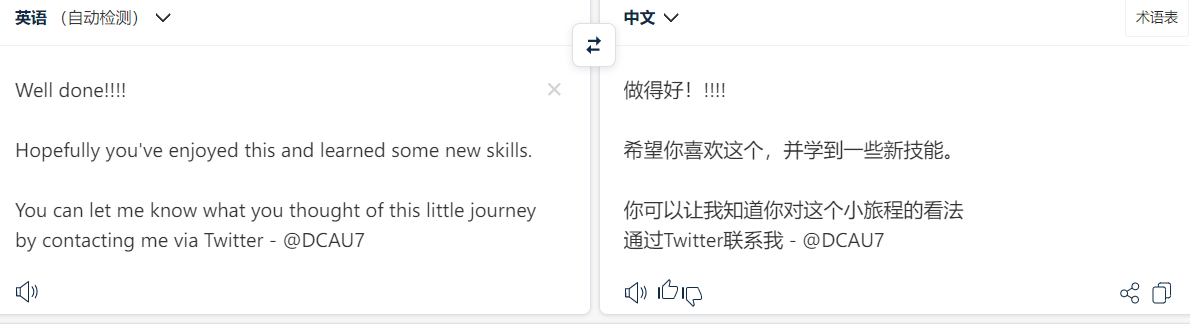 英语 （自动检测）
Well done!!!!
Hopefully you've enjoyed this and learned some new skills.
You can let me know what you thought of this little journey
by contacting me via Twitter - @DCAU7
中文
术语表
做得好！!!!!
希望你喜欢这个，并学到一些新技能。
你可以让我知道你对这个小旅程的看法
通过Twitter联系我 - @DCAU7